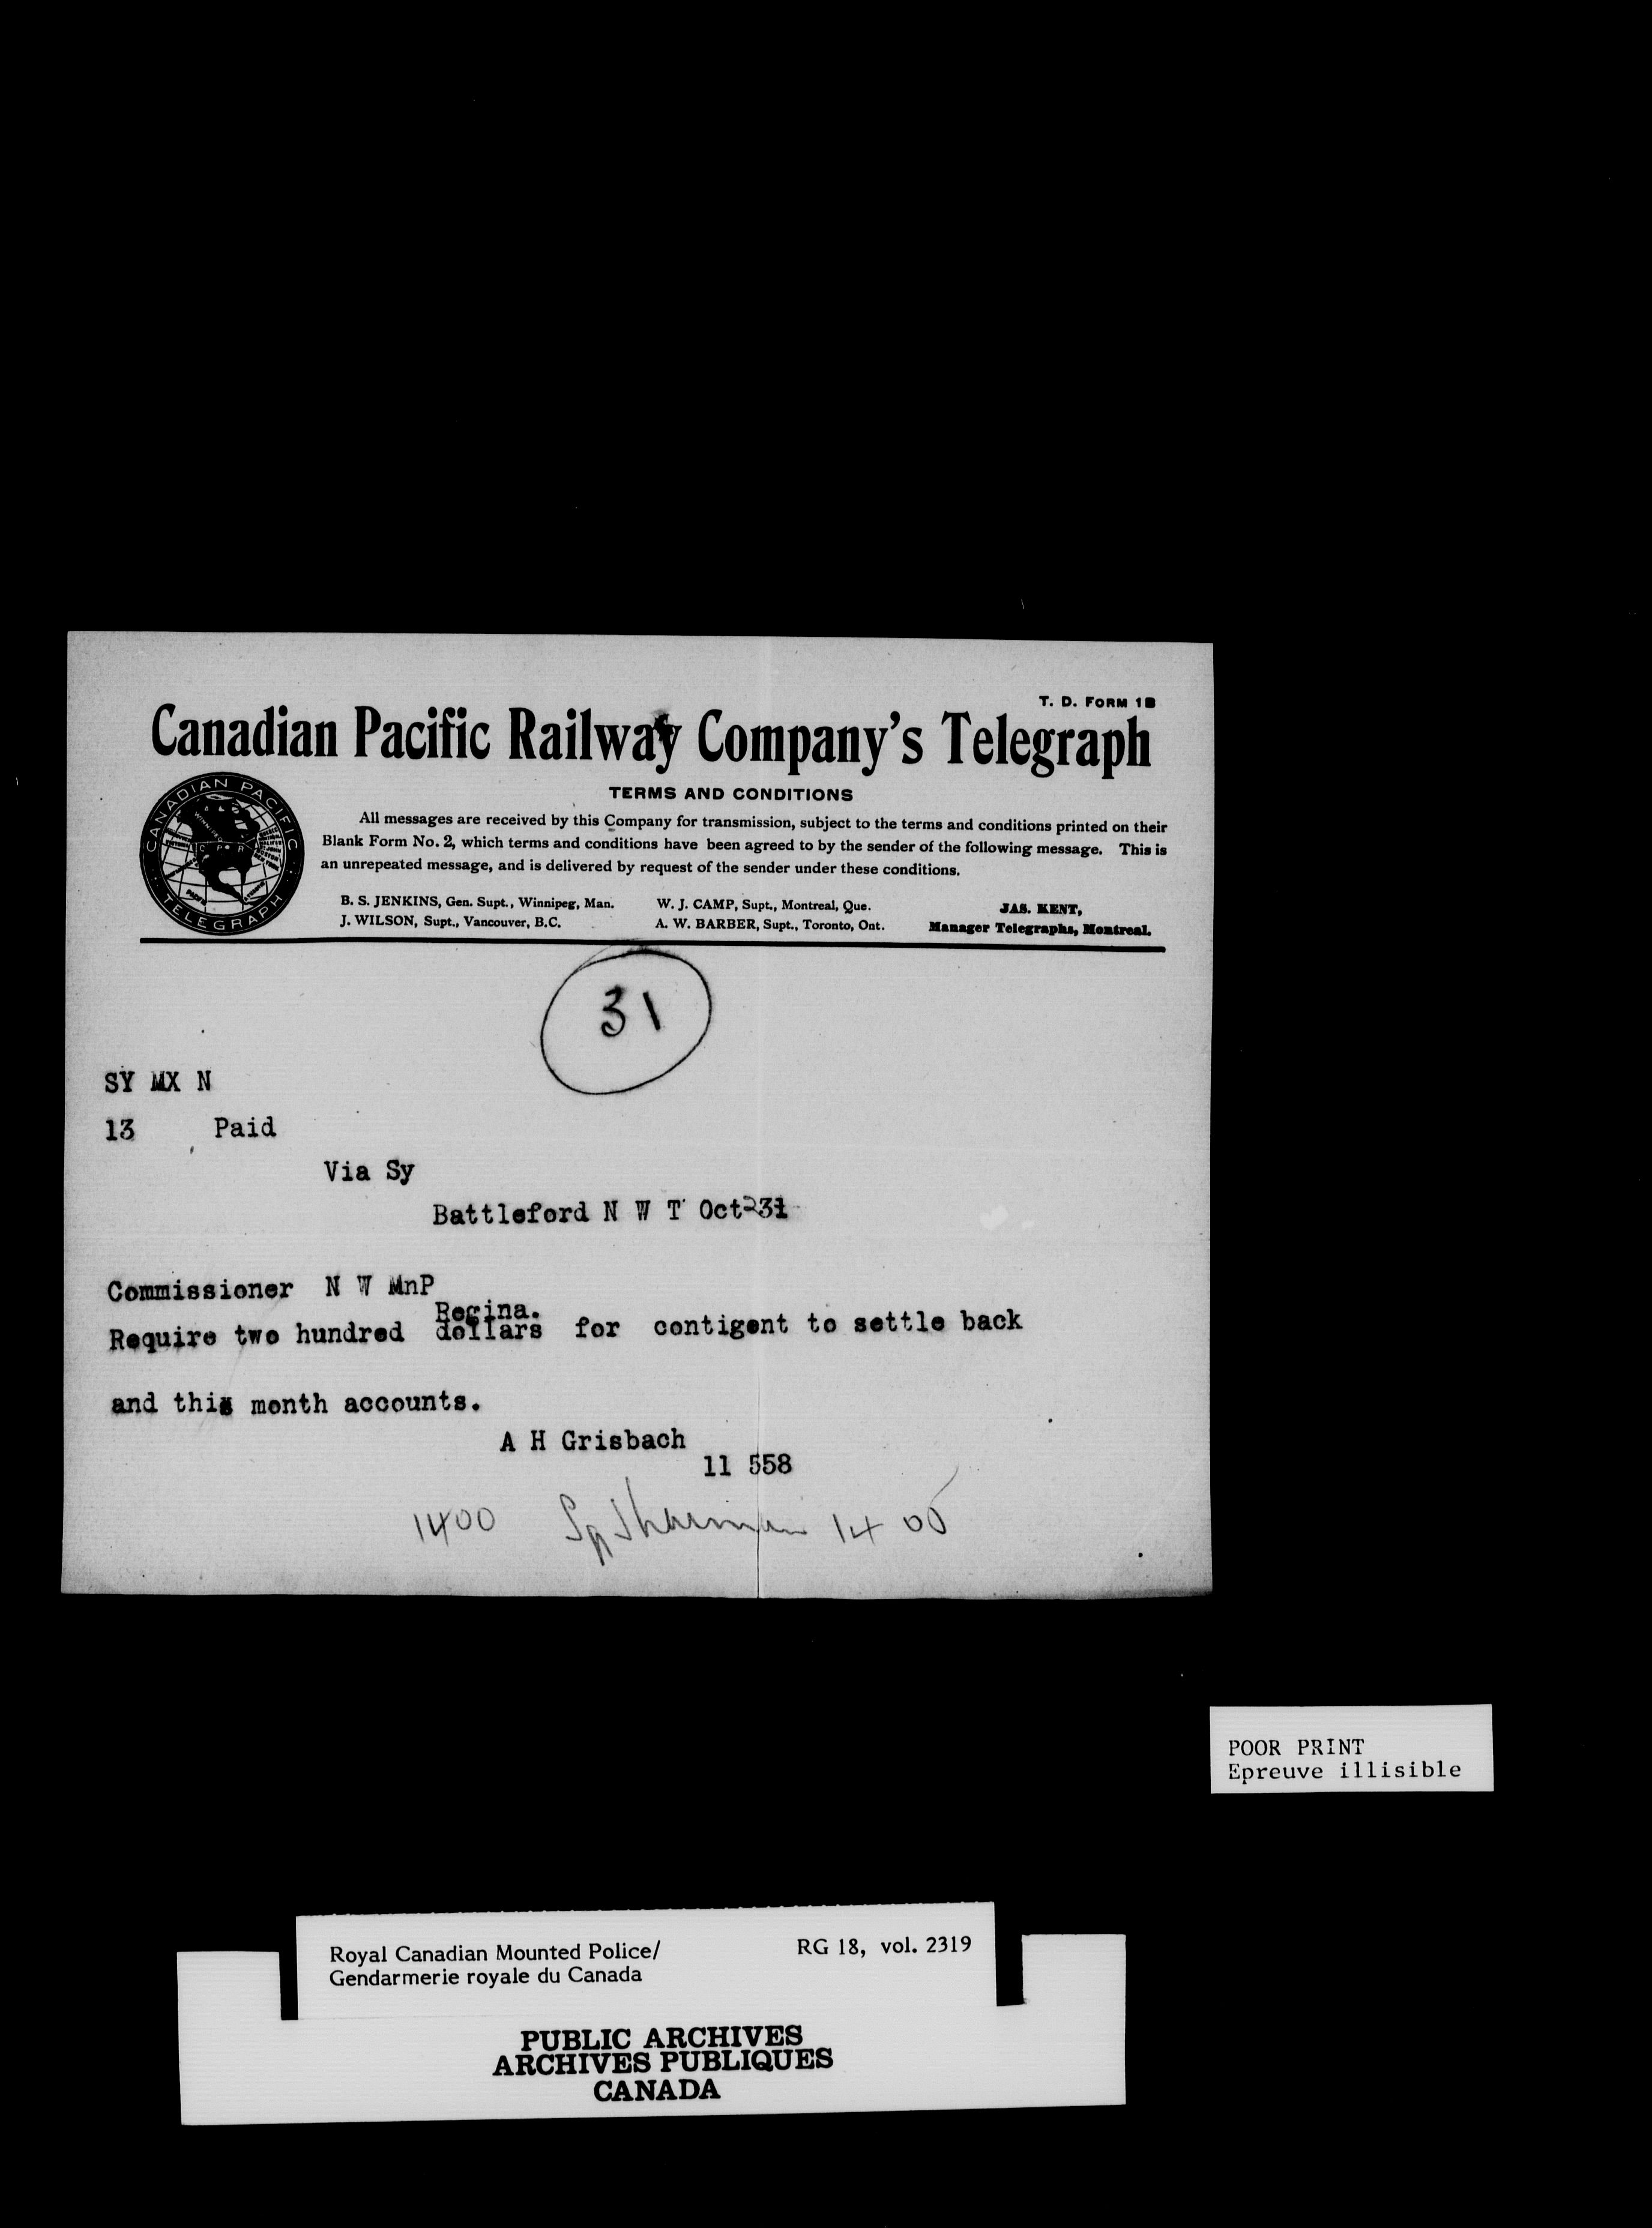 T. D. FORM 1B
Canadian Pacific Railway Company's Telegraph
CANADIAN PACIFIC TELEGRAPH
TERMS AND CONDITIONS
All messages are received by this Company for transmission, subject to the terms and conditions printed on their
Blank Form No. 2, which terms and conditions have been agreed to by the sender of the following message. This is
an unrepeated message, and is delivered by request of the sender under these conditions.
B. S. JENKINS, Gen. Supt., Winnipeg, Man.
J. WILSON, Supt., Vancouver, B.C.
W. J. CAMP, Supt., Montreal, Que.
A. W. BARBER, Supt., Toronto, Ont.
JAS. KENT,
Manager Telegraphs, Montreal.
31
SY MX N
13 Paid
Via Sy
Battleford N W T Oct 31
Commissioner N W MnP
Regina.
Require two hundred dollars for contigent to settle back
and this month accounts.
A H Grisbach
11 558
1400 1400
POOR PRINT
Epreuve illisible
Royal Canadian Mounted Police/
Gendarmerie royale du Canada
RG 18, vol. 2319
PUBLIC ARCHIVES
ARCHIVES PUBLIQUES
CANADA